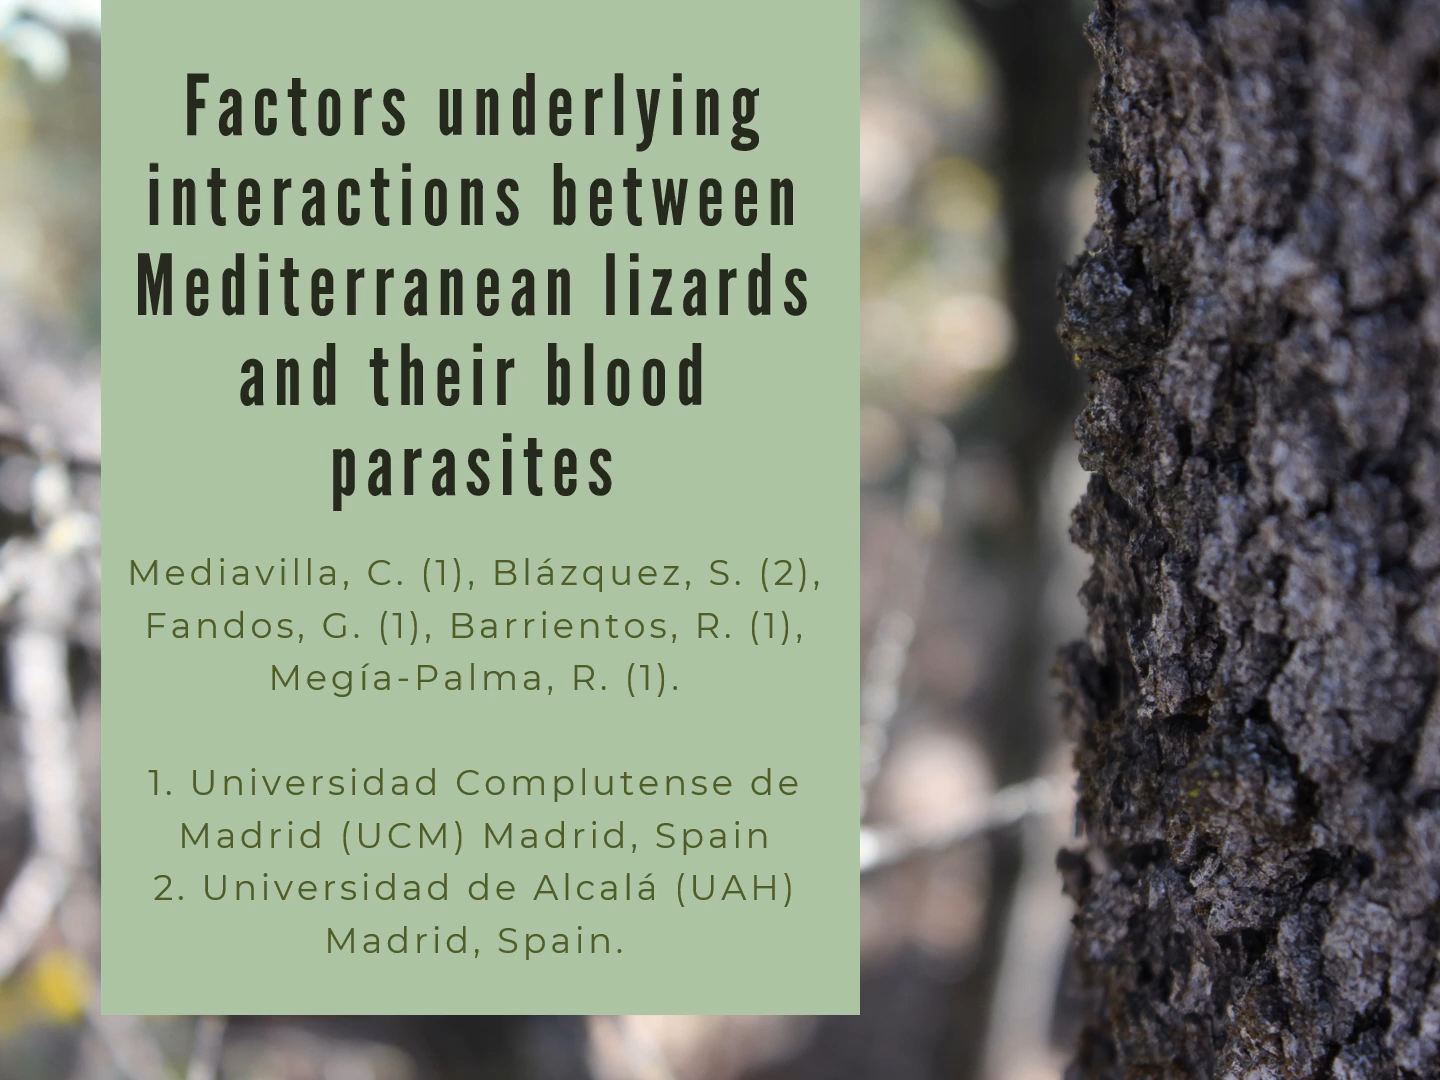 Factors underlying
interactions between
Mediterranean lizards
and their blood
parasites
Mediavilla, C. (1), Blázquez, S. (2),
Fandos, G. (1), Barrientos, R. (1),
Megía-Palma, R. (1).
1. Universidad Complutense de
Madrid (UCM) Madrid, Spain
2. Universidad de Alcalá (UAH)
Madrid, Spain.